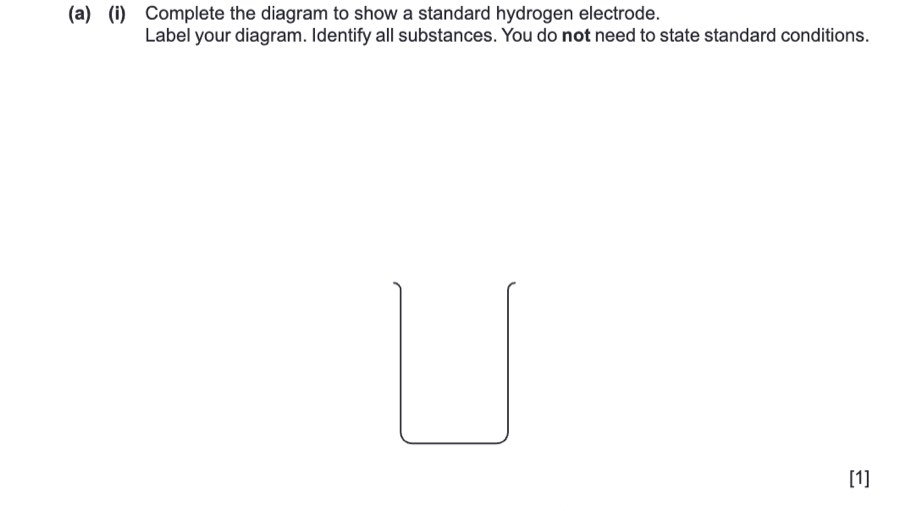 (a) (i) Complete the diagram to show a standard hydrogen electrode.
Label your diagram. Identify all substances. You do not need to state standard conditions.
[1]